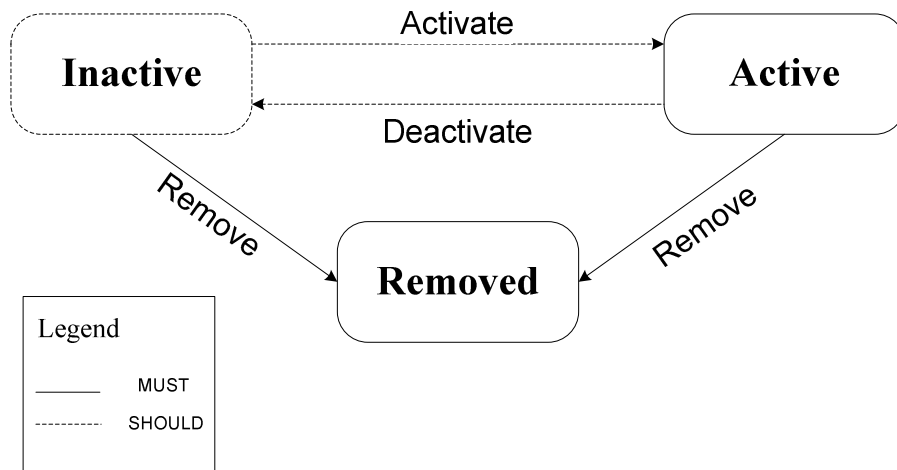 Activate
Inactive
Active
Deactivate
Remove
Remove
Removed
Legend
MUST
SHOULD